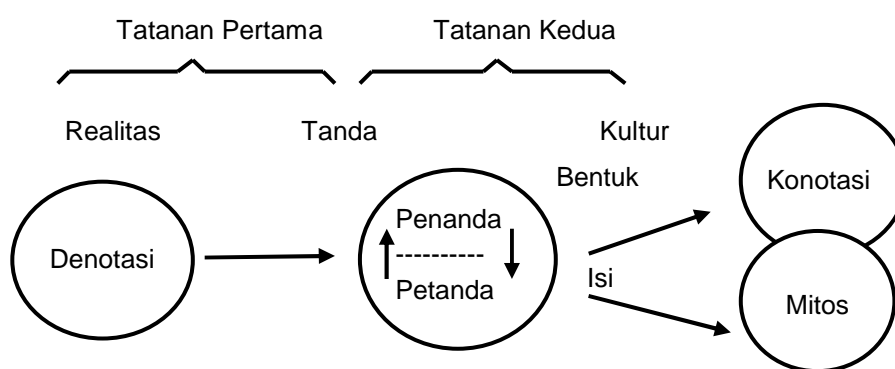 Tatanan Pertama Tatanan Kedua
Realitas Tanda Kultur
Bentuk Konotasi
Penanda
Denotasi ----------
Isi
Petanda
Mitos